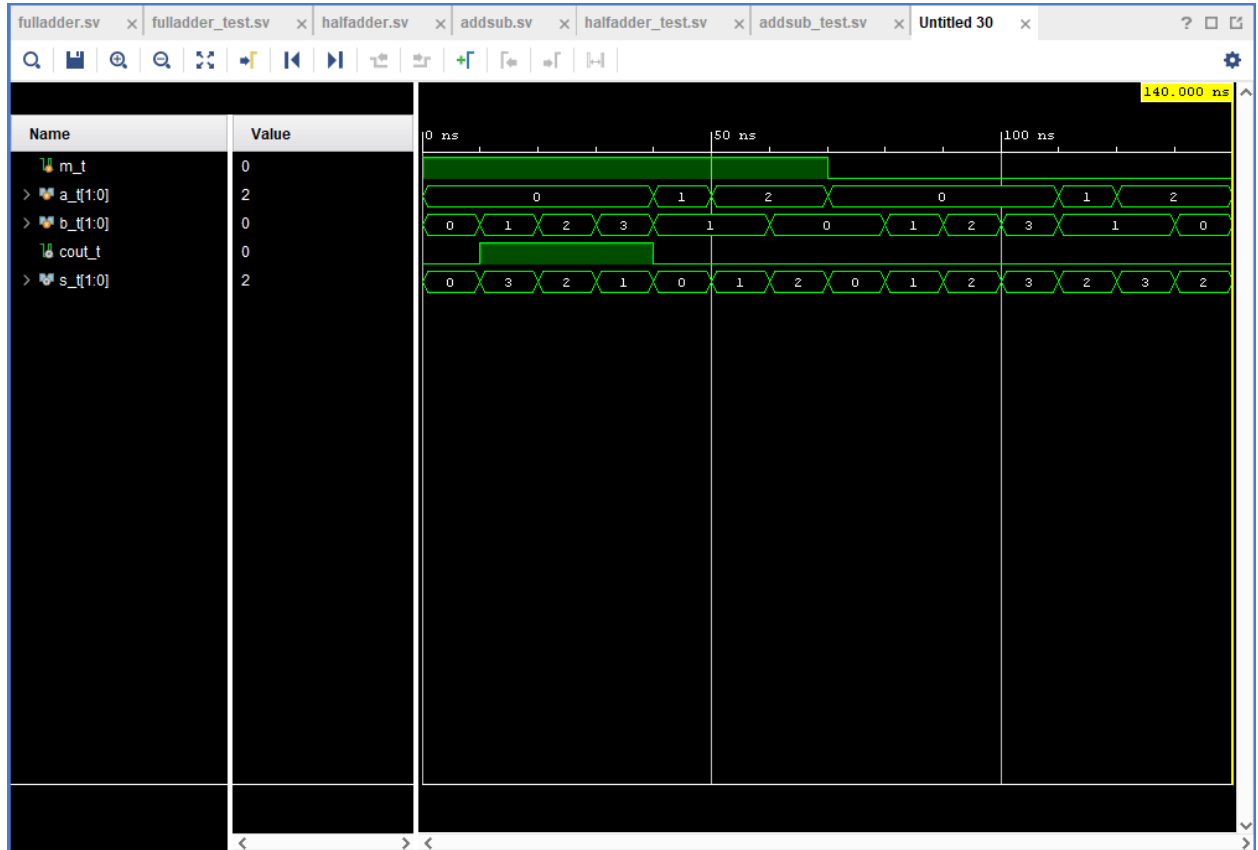 fulladder.sv × fulladder_test.sv × halfadder.sv × addsub.sv × halfadder_test.sv × addsub_test.sv × Untitled 30 × ?
140.000 ns
Name Value 0 ns 50 ns 100 ns
m_t 0
a_t[1:0] 2 0 1 2 0 1 2
b_t[1:0] 0 0 1 2 3 1 0 1 2 3 1 0
cout_t 0
s_t[1:0] 2 0 3 2 1 0 1 2 0 1 2 3 2 3 2